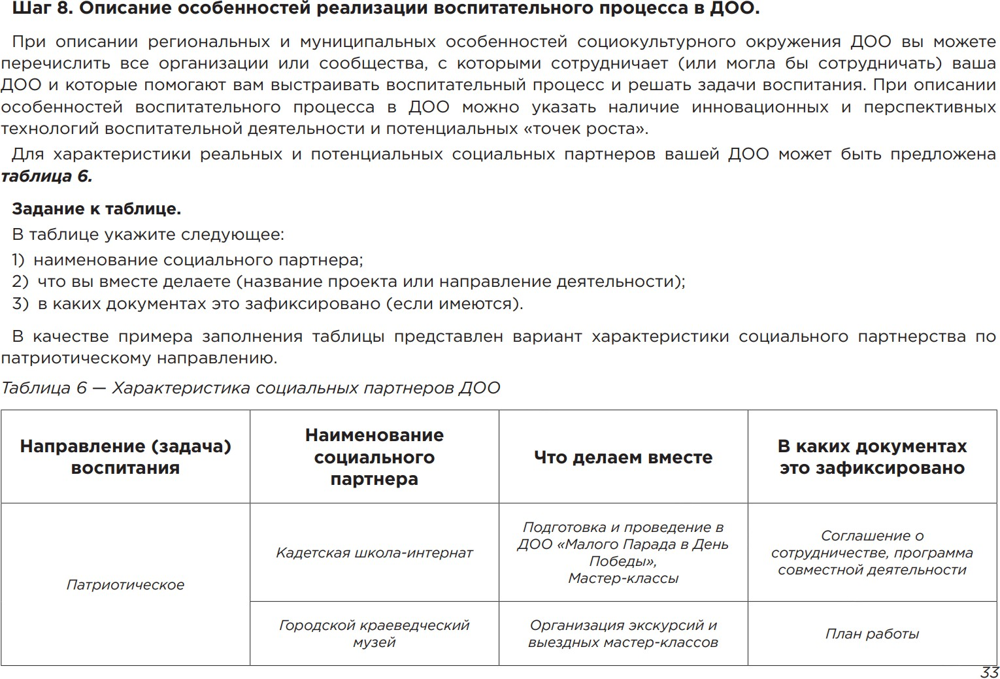 Шаг 8. Описание особенностей реализации воспитательного процесса в ДОО.
При описании региональных и муниципальных особенностей социокультурного окружения ДОО вы можете
перечислить все организации или сообщества, с которыми сотрудничает (или могла бы сотрудничать) ваша
ДОО и которые помогают вам выстраивать воспитательный процесс и решать задачи воспитания. При описании
особенностей воспитательного процесса в ДОО можно указать наличие инновационных и перспективных
технологий воспитательной деятельности и потенциальных «точек роста».
Для характеристики реальных и потенциальных социальных партнеров вашей ДОО может быть предложена
таблица 6.
Задание к таблице.
В таблице укажите следующее:
1) наименование социального партнера;
2) что вы вместе делаете (название проекта или направление деятельности);
3) в каких документах это зафиксировано (если имеются).
В качестве примера заполнения таблицы представлен вариант характеристики социального партнерства по
патриотическому направлению.
Таблица 6 — Характеристика социальных партнеров ДОО
Направление (задача)
воспитания
Наименование
социального
партнера
Что делаем вместе
В каких документах
это зафиксировано
Патриотическое
Кадетская школа-интернат
Подготовка и проведение в
ДОО «Малого Парада в День
Победы»,
Мастер-классы
Соглашение о
сотрудничестве, программа
совместной деятельности
Городской краеведческий
музей
Организация экскурсий и
выездных мастер-классов
План работы
33